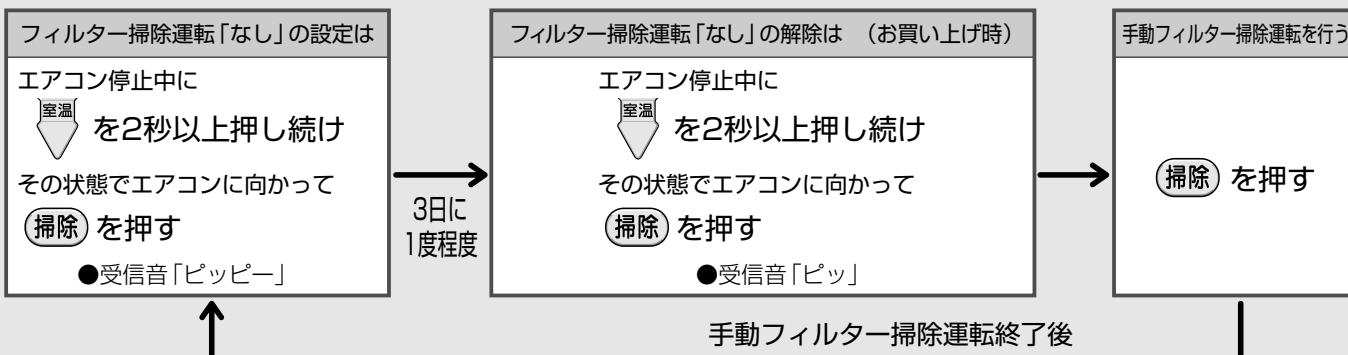 フィルター掃除運転「なし」の設定は
エアコン停止中に
室温
を2秒以上押し続け
その状態でエアコンに向かって
掃除 を押す
●受信音「ピッピー」
3日に
1度程度
フィルター掃除運転「なし」の解除は (お買い上げ時)
エアコン停止中に
室温
を2秒以上押し続け
その状態でエアコンに向かって
掃除 を押す
●受信音「ピッ」
手動フィルター掃除運転を行う
掃除 を押す
手動フィルター掃除運転終了後